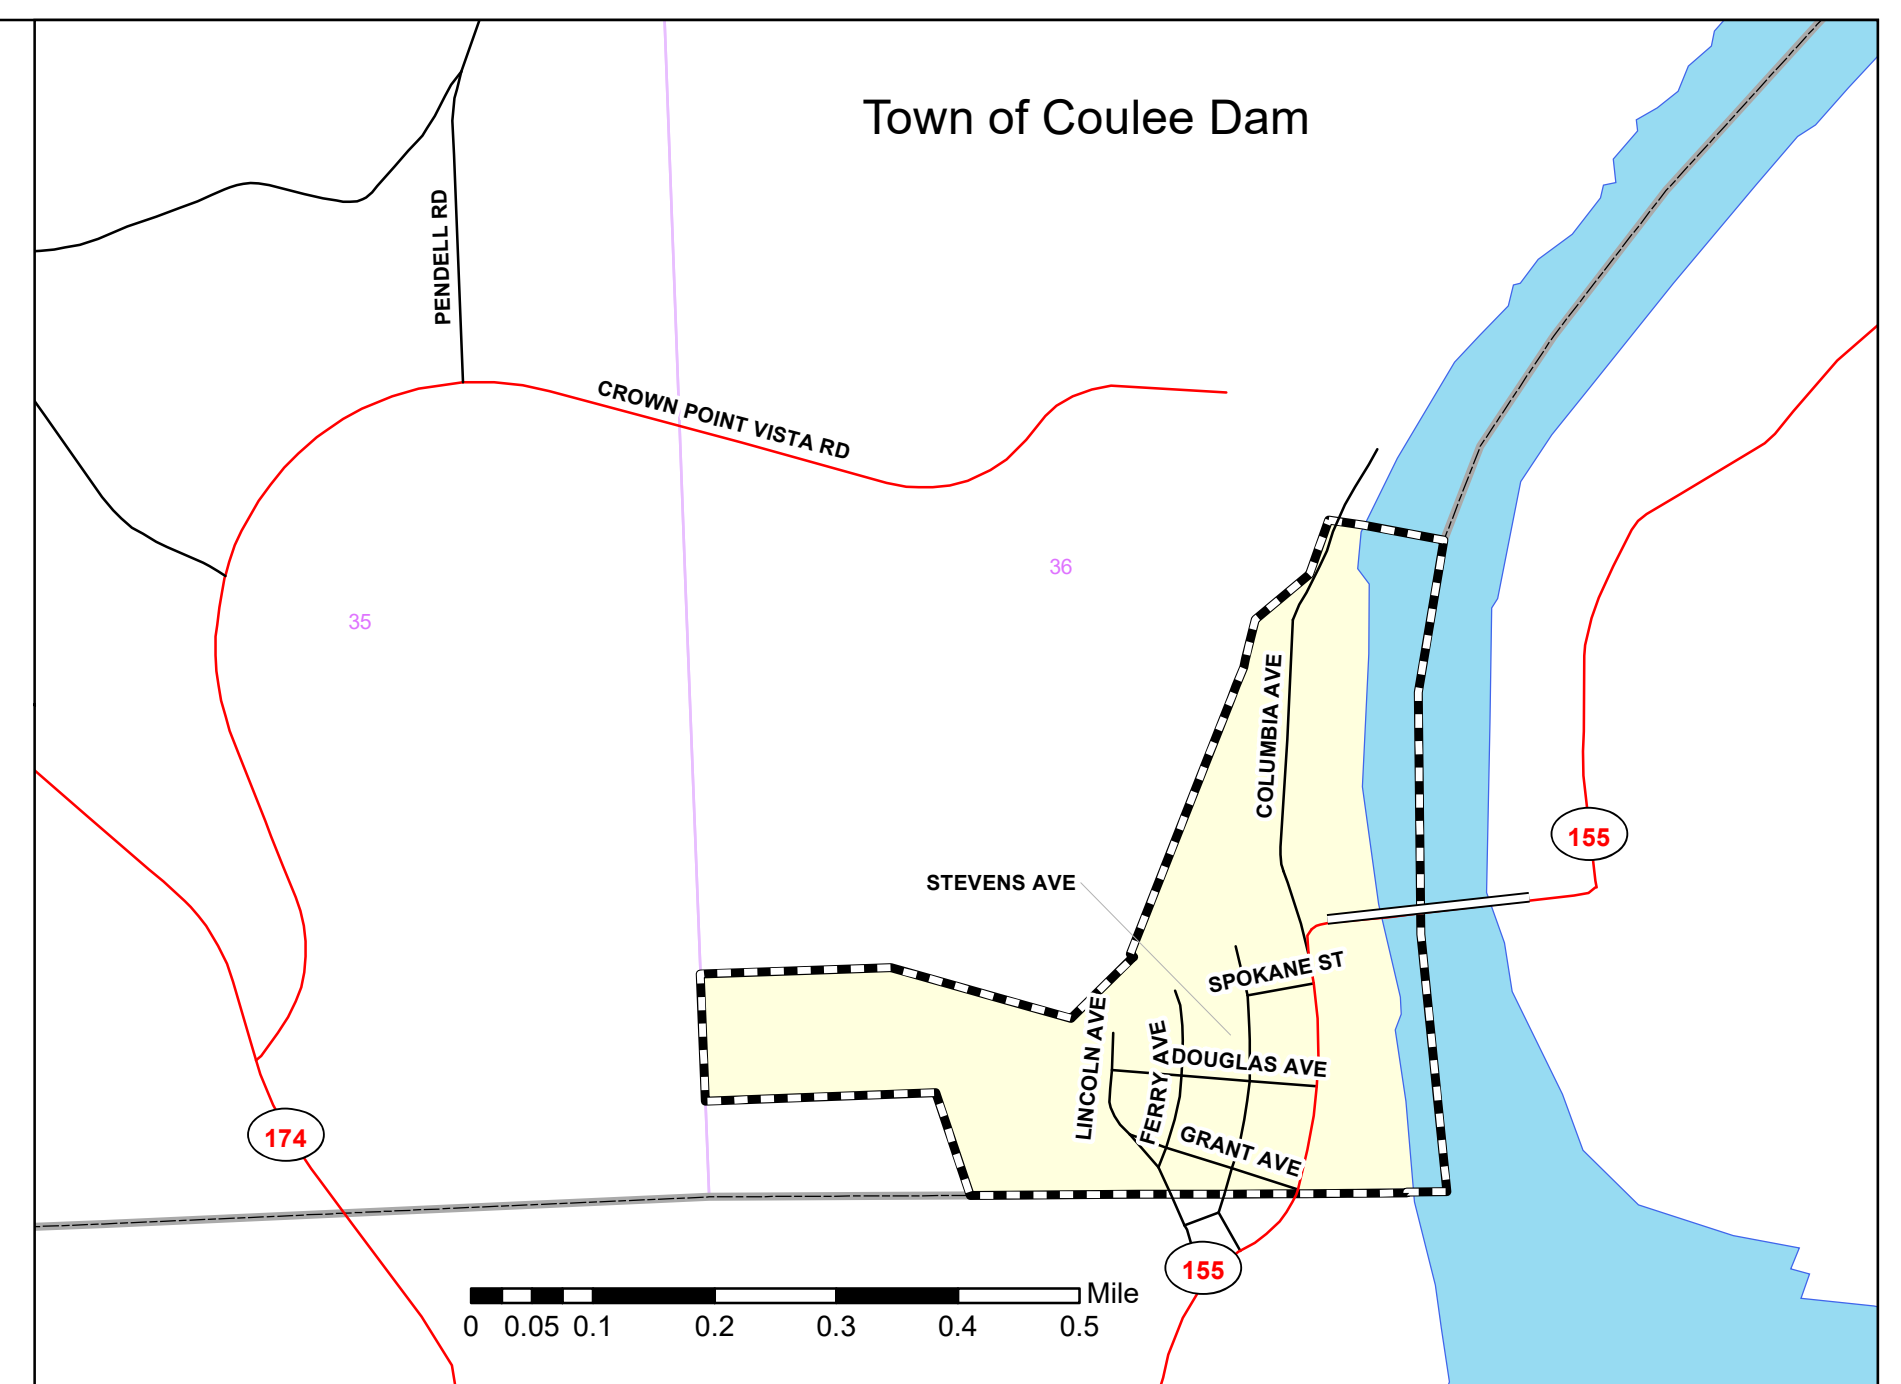 Town of Coulee Dam
PENDELL RD
CROWN POINT VISTA RD
36
35
COLUMBIA AVE
155
STEVENS AVE
SPOKANE ST
LINCOLN AVE
FERRY AVE
DOUGLAS AVE
GRANT AVE
174
155
Mile
0 0.05 0.1 0.2 0.3 0.4 0.5